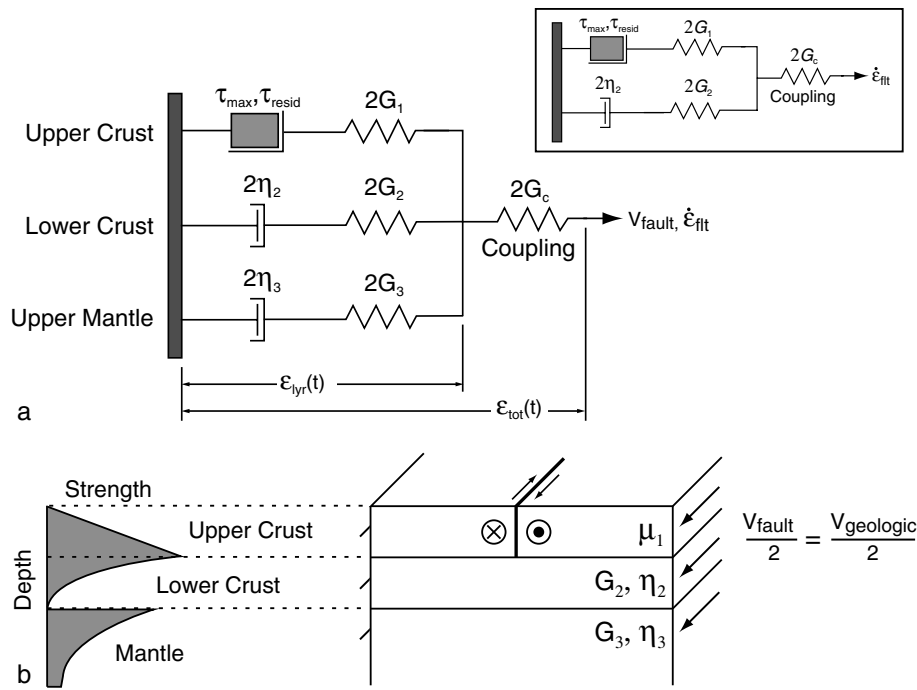 τmax, τresid
2G1
2Gc
ε̇flt
2η2
2G2
Coupling
τmax, τresid
2G1
Upper Crust
2η2
2G2
2Gc
Lower Crust
Vfault, ε̇flt
Coupling
2η3
2G3
Upper Mantle
εlyr(t)
εtot(t)
a
Strength
Upper Crust
μ1
Vfault/2 = Vgeologic/2
Depth
Lower Crust
G2, η2
G3, η3
Mantle
b